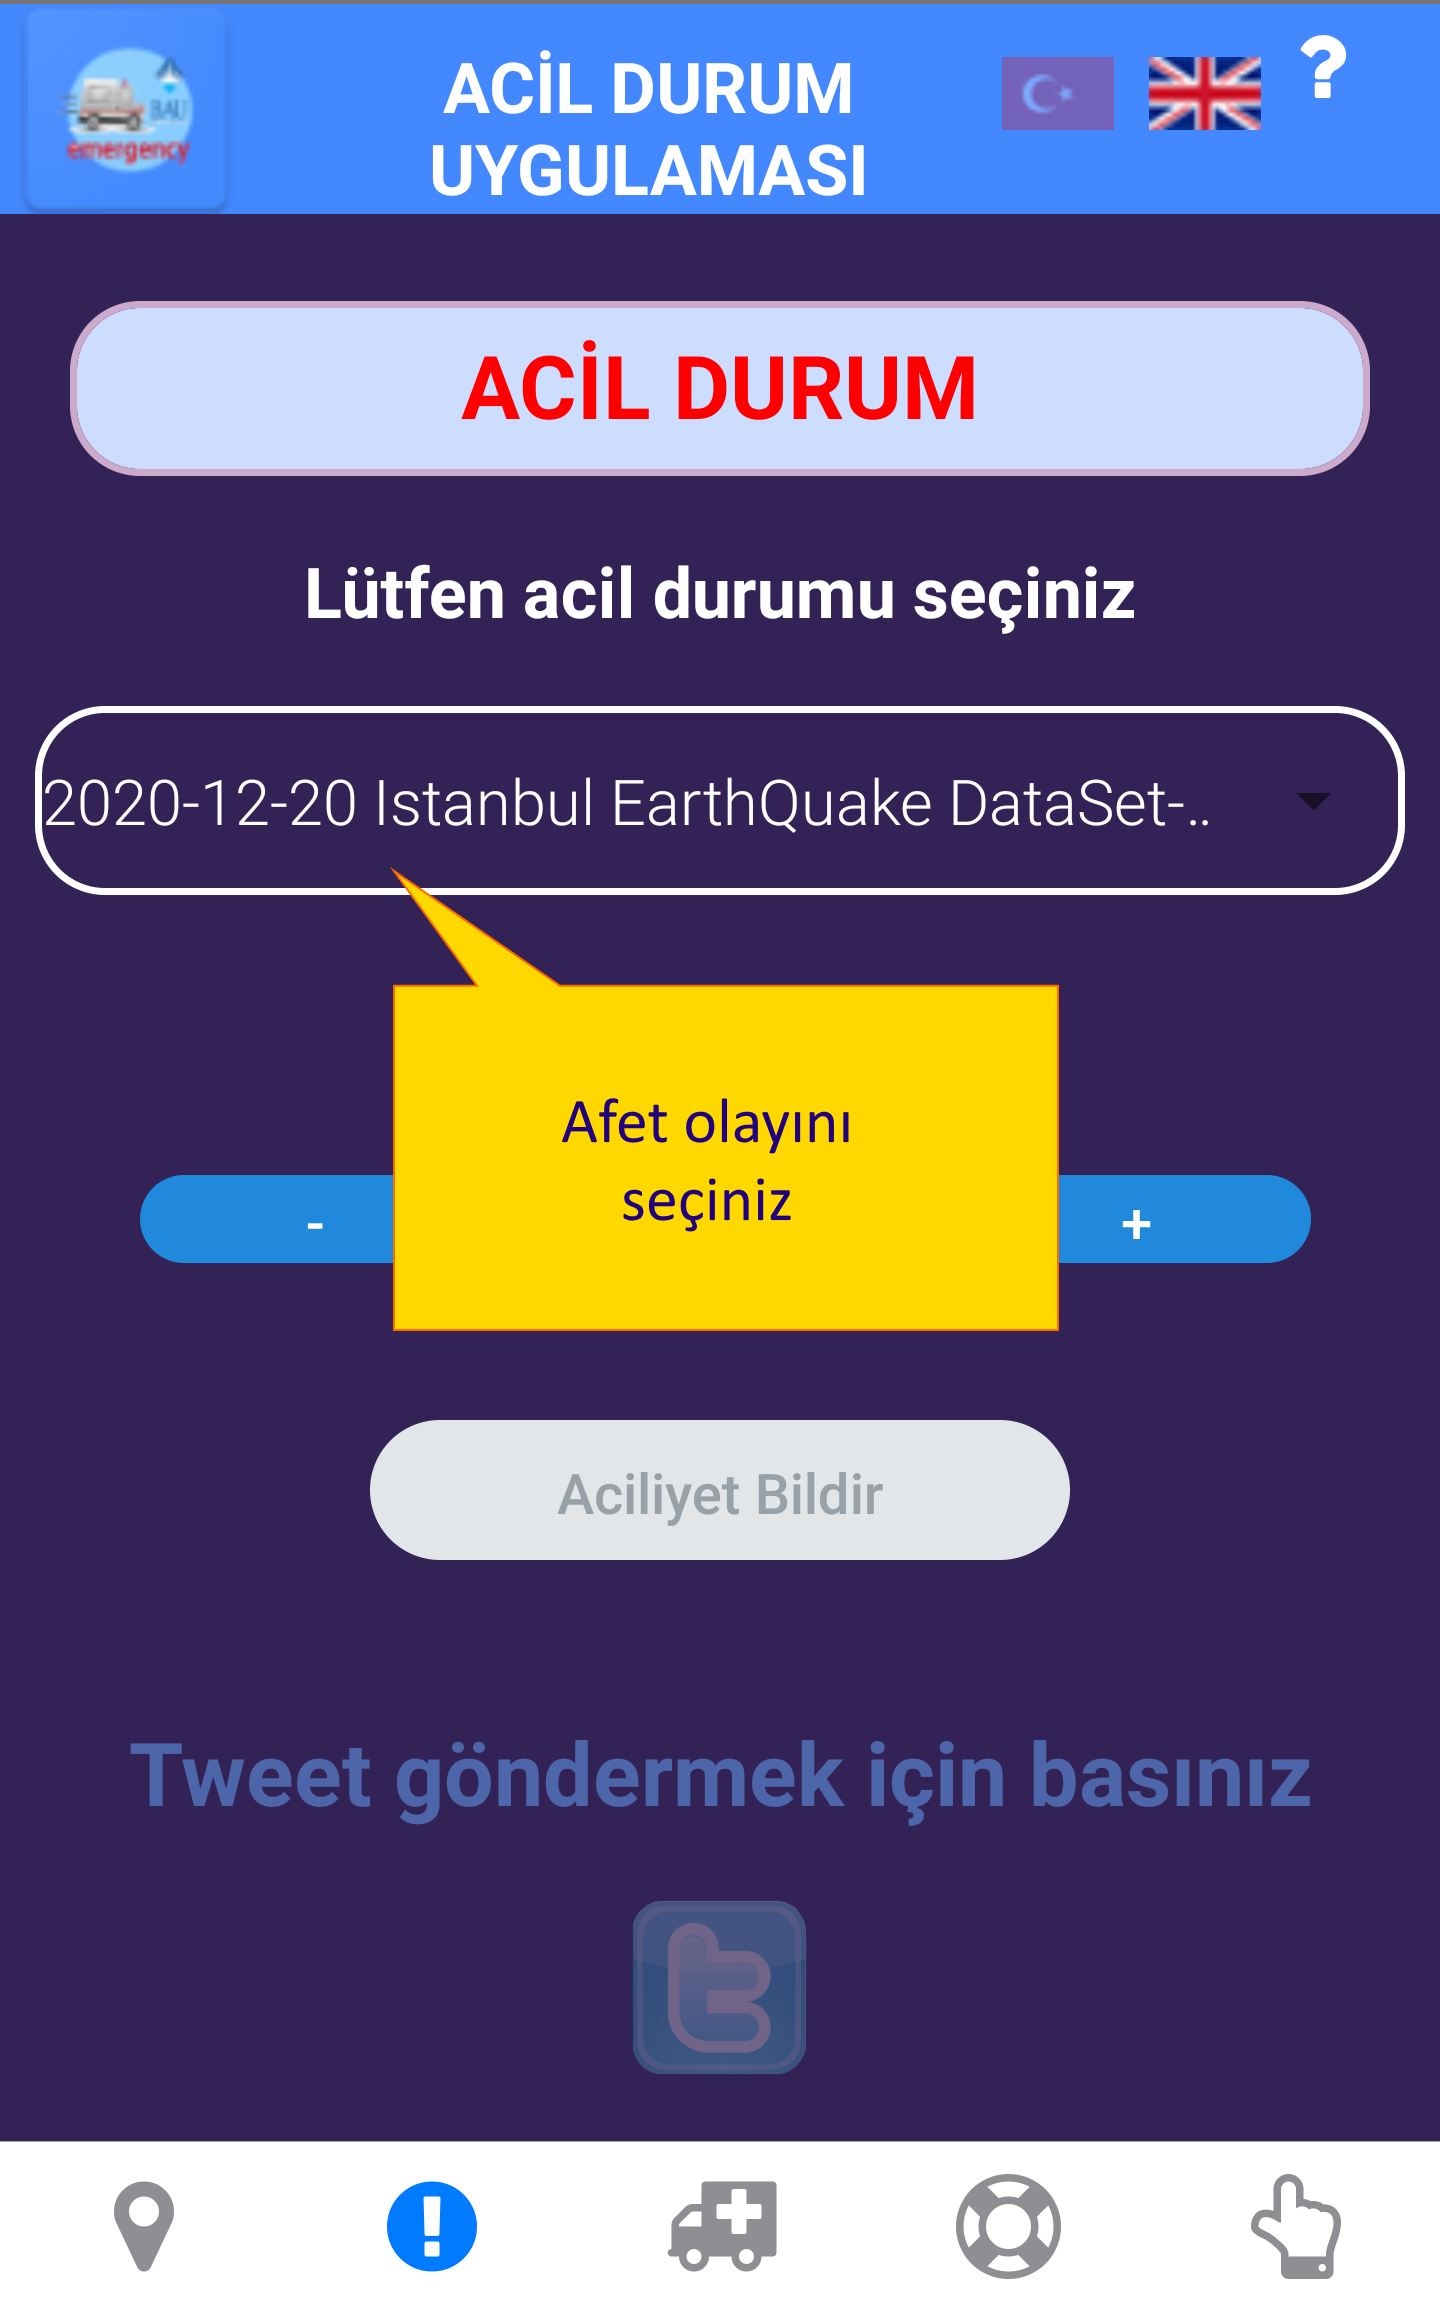 BAU
emergency
ACİL DURUM
UYGULAMASI
?
ACİL DURUM
Lütfen acil durumu seçiniz
2020-12-20 Istanbul EarthQuake DataSet-..
Afet olayını
seçiniz
-
+
Aciliyet Bildir
Tweet göndermek için basınız